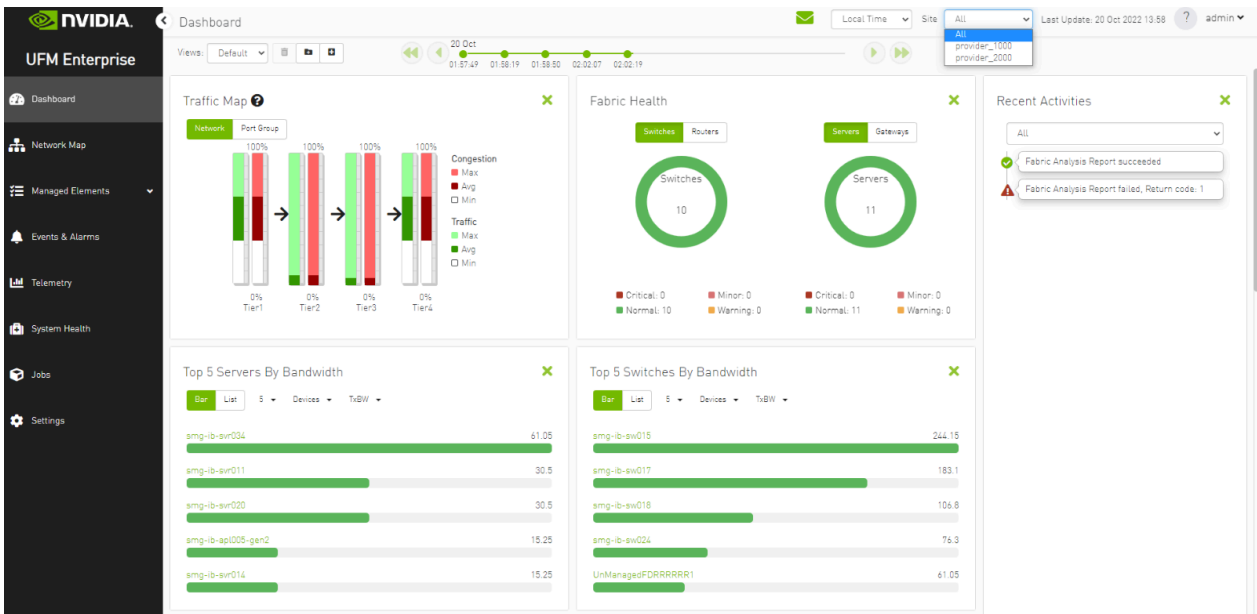 NVIDIA.
UFM Enterprise
Dashboard
Network Map
Managed Elements
Events & Alarms
Telemetry
System Health
Jobs
Settings
Dashboard
Local Time
Site
All
Last Update: 20 Oct 2022 13:58
?
admin
All
provider_1000
provider_2000
Views:
Default
20 Oct
01:57:49 01:58:19 01:58:50 02:02:07 02:02:19
Traffic Map ?
Network Port Group
100% 100% 100% 100%
0% 0% 0% 0%
Tier1 Tier2 Tier3 Tier4
Congestion
Max
Avg
Min
Traffic
Max
Avg
Min
Fabric Health
Switches Routers
Switches
10
Critical: 0 Minor: 0
Normal: 10 Warning: 0
Servers Gateways
Servers
11
Critical: 0 Minor: 0
Normal: 11 Warning: 0
Recent Activities
All
Fabric Analysis Report succeeded
Fabric Analysis Report failed, Return code: 1
Top 5 Servers By Bandwidth
Bar List 5 Devices TxBW
smg-ib-svr034 61.05
smg-ib-svr011 30.5
smg-ib-svr020 30.5
smg-ib-apl005-gen2 15.25
smg-ib-svr014 15.25
Top 5 Switches By Bandwidth
Bar List 5 Devices TxBW
smg-ib-sw015 244.15
smg-ib-sw017 183.1
smg-ib-sw018 106.8
smg-ib-sw024 76.3
UnManagedFDRRRRRR1 61.05